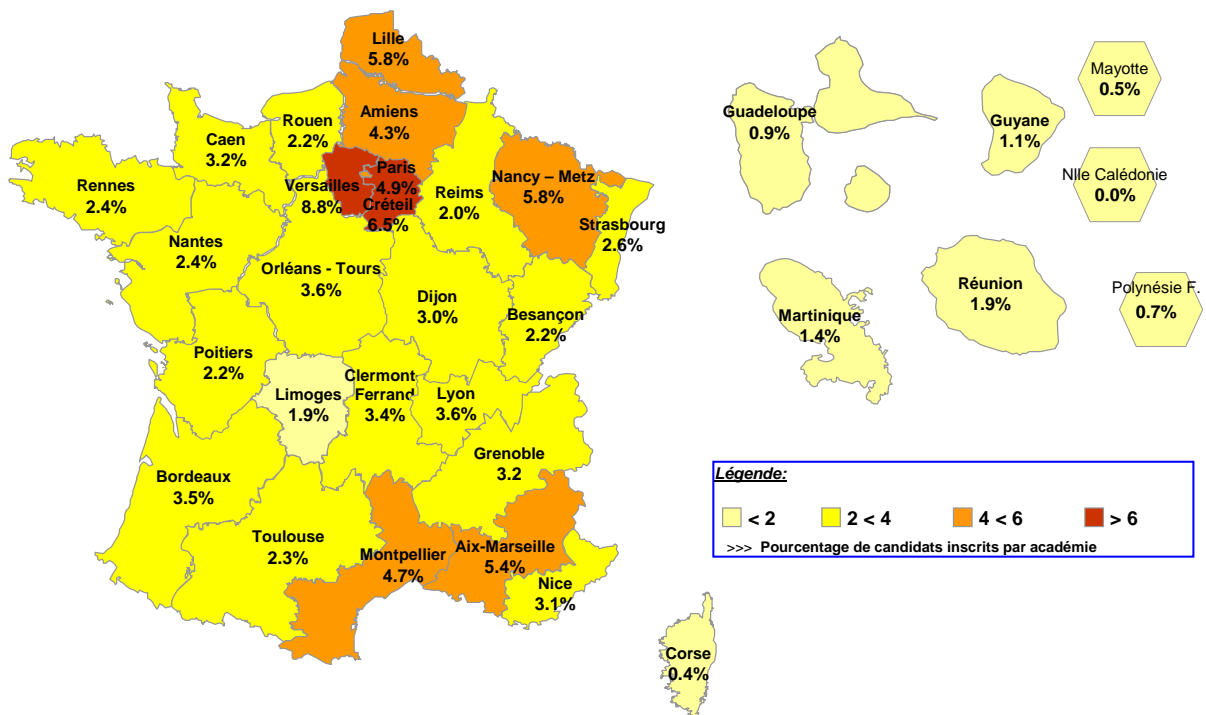 Lille
5.8%
Amiens
4.3%
Rouen
2.2%
Caen
3.2%
Rennes
2.4%
Versailles
8.8%
Paris
4.9%
Créteil
6.5%
Reims
2.0%
Nancy – Metz
5.8%
Strasbourg
2.6%
Nantes
2.4%
Orléans - Tours
3.6%
Dijon
3.0%
Besançon
2.2%
Poitiers
2.2%
Limoges
1.9%
Clermont
Ferrand
3.4%
Lyon
3.6%
Grenoble
3.2
Bordeaux
3.5%
Toulouse
2.3%
Montpellier
4.7%
Aix-Marseille
5.4%
Nice
3.1%
Corse
0.4%
Guadeloupe
0.9%
Guyane
1.1%
Mayotte
0.5%
Nlle Calédonie
0.0%
Martinique
1.4%
Réunion
1.9%
Polynésie F.
0.7%
Légende:
< 2
2 < 4
4 < 6
> 6
>>> Pourcentage de candidats inscrits par académie